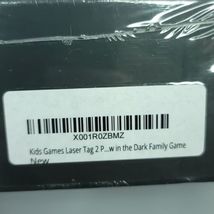 X001R0ZBMZ
Kids Games Laser Tag 2 P...w in the Dark Family Game
New